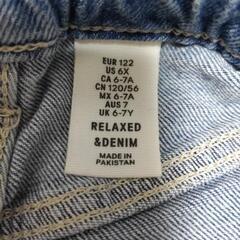 EUR 122
US 6X
CA 6-7A
CN 120/56
MX 6-7A
AUS 7
UK 6-7Y
RELAXED
&DENIM
MADE IN
PAKISTAN